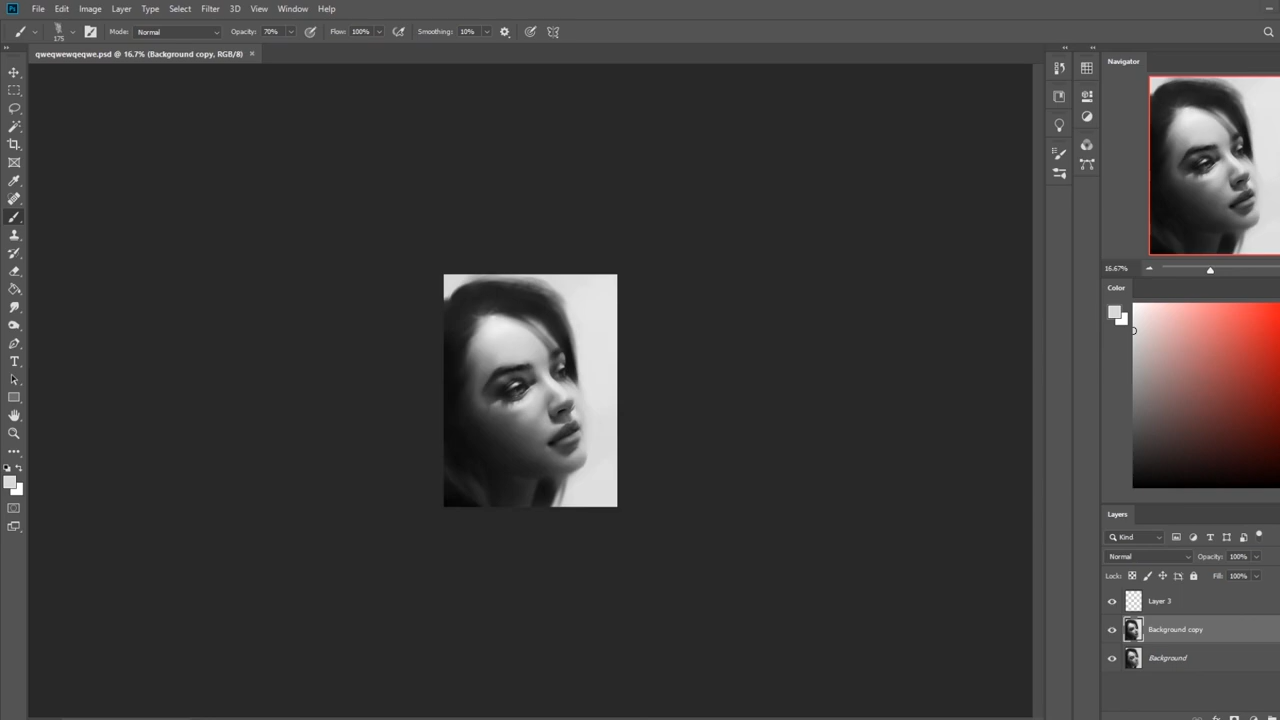 Ps File Edit Image Layer Type Select Filter 3D View Window Help
175 Mode: Normal Opacity: 70% Flow: 100% Smoothing: 10%
qweqwewqeqwe.psd @ 16.7% (Background copy, RGB/8) ×
Navigator
16.67%
Color
Layers
Kind
Normal Opacity: 100%
Lock: Fill: 100%
Layer 3
Background copy
Background